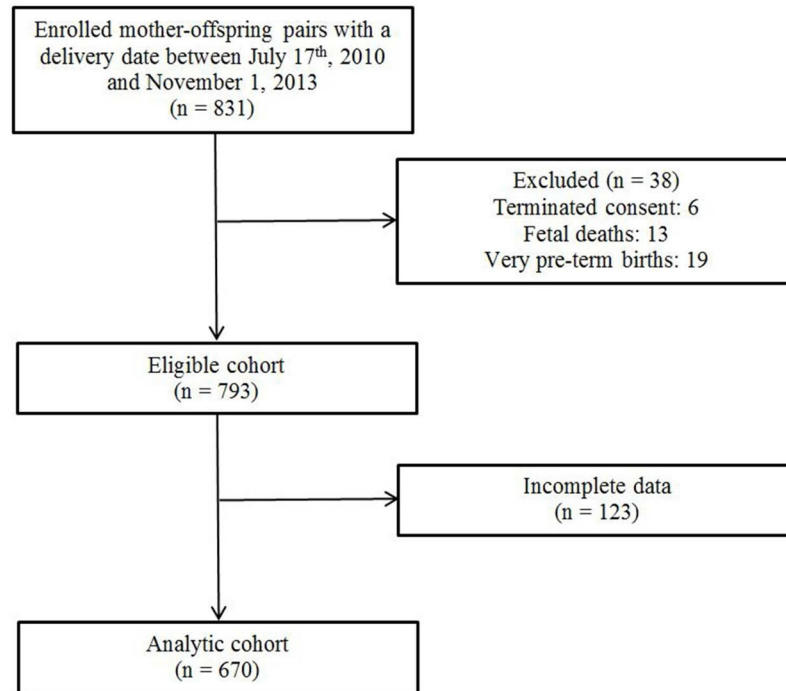 Enrolled mother-offspring pairs with a
delivery date between July 17th, 2010
and November 1, 2013
(n = 831)
Excluded (n = 38)
Terminated consent: 6
Fetal deaths: 13
Very pre-term births: 19
Eligible cohort
(n = 793)
Incomplete data
(n = 123)
Analytic cohort
(n = 670)